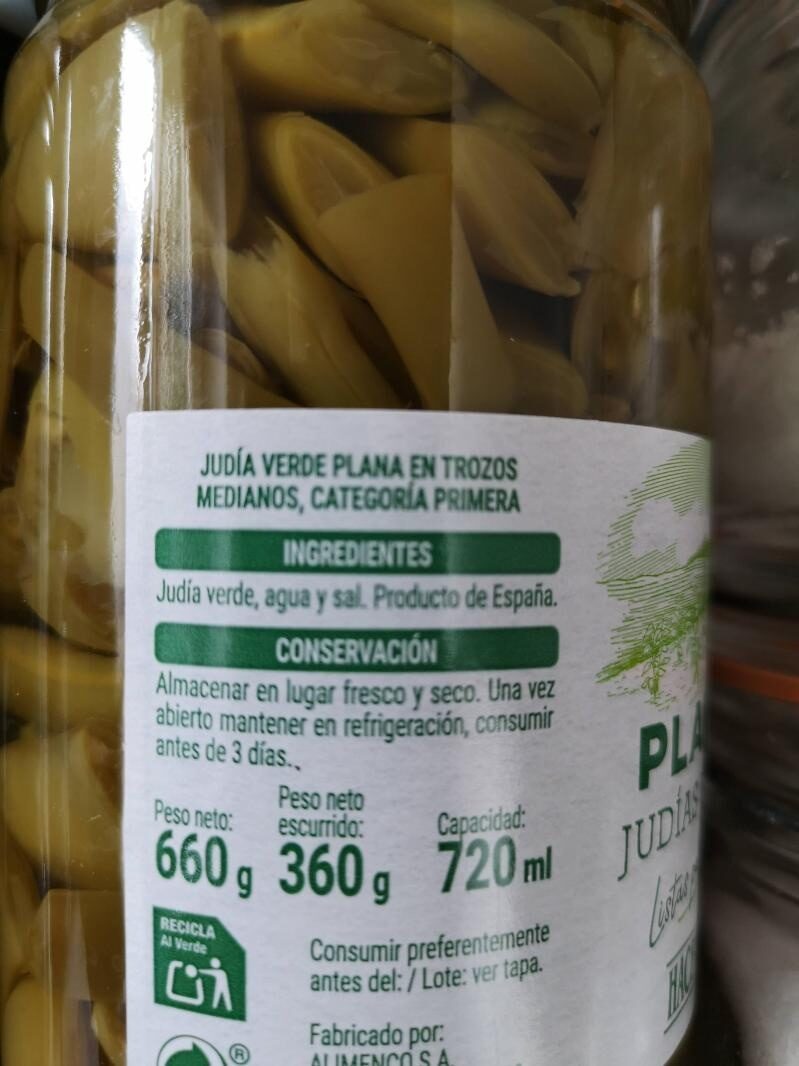 JUDÍA VERDE PLANA EN TROZOS
MEDIANOS, CATEGORÍA PRIMERA
INGREDIENTES
Judía verde, agua y sal. Producto de España.
CONSERVACIÓN
Almacenar en lugar fresco y seco. Una vez
abierto mantener en refrigeración, consumir
antes de 3 días..
Peso neto:
660 g
Peso neto
escurrido:
360 g
Capacidad:
720 ml
RECICLA
Al Verde
Consumir preferentemente
antes del: / Lote: ver tapa.
®
Fabricado por:
ALIMENCO S.A.
PLA
JUDÍAS
Listas
HAC